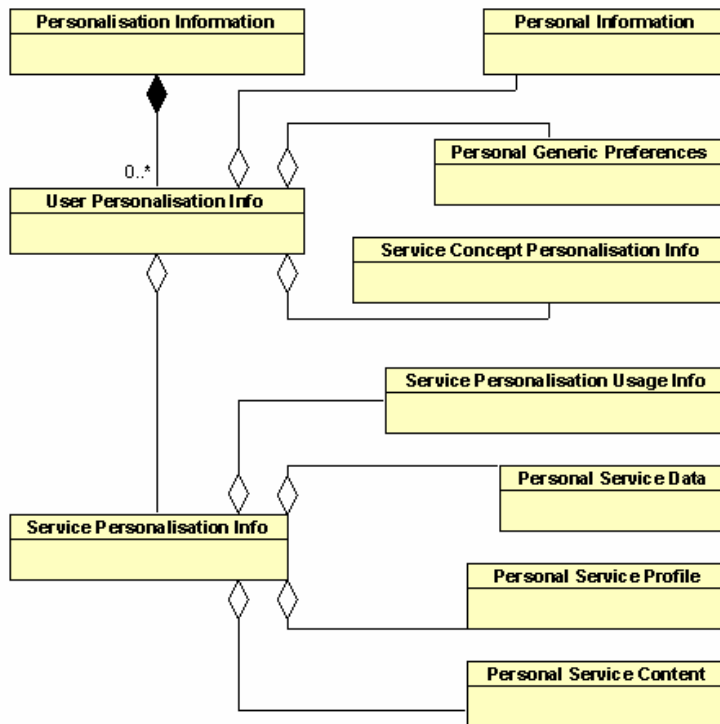 Personalisation Information
Personal Information
Personal Generic Preferences
0..*
User Personalisation Info
Service Concept Personalisation Info
Service Personalisation Usage Info
Personal Service Data
Service Personalisation Info
Personal Service Profile
Personal Service Content